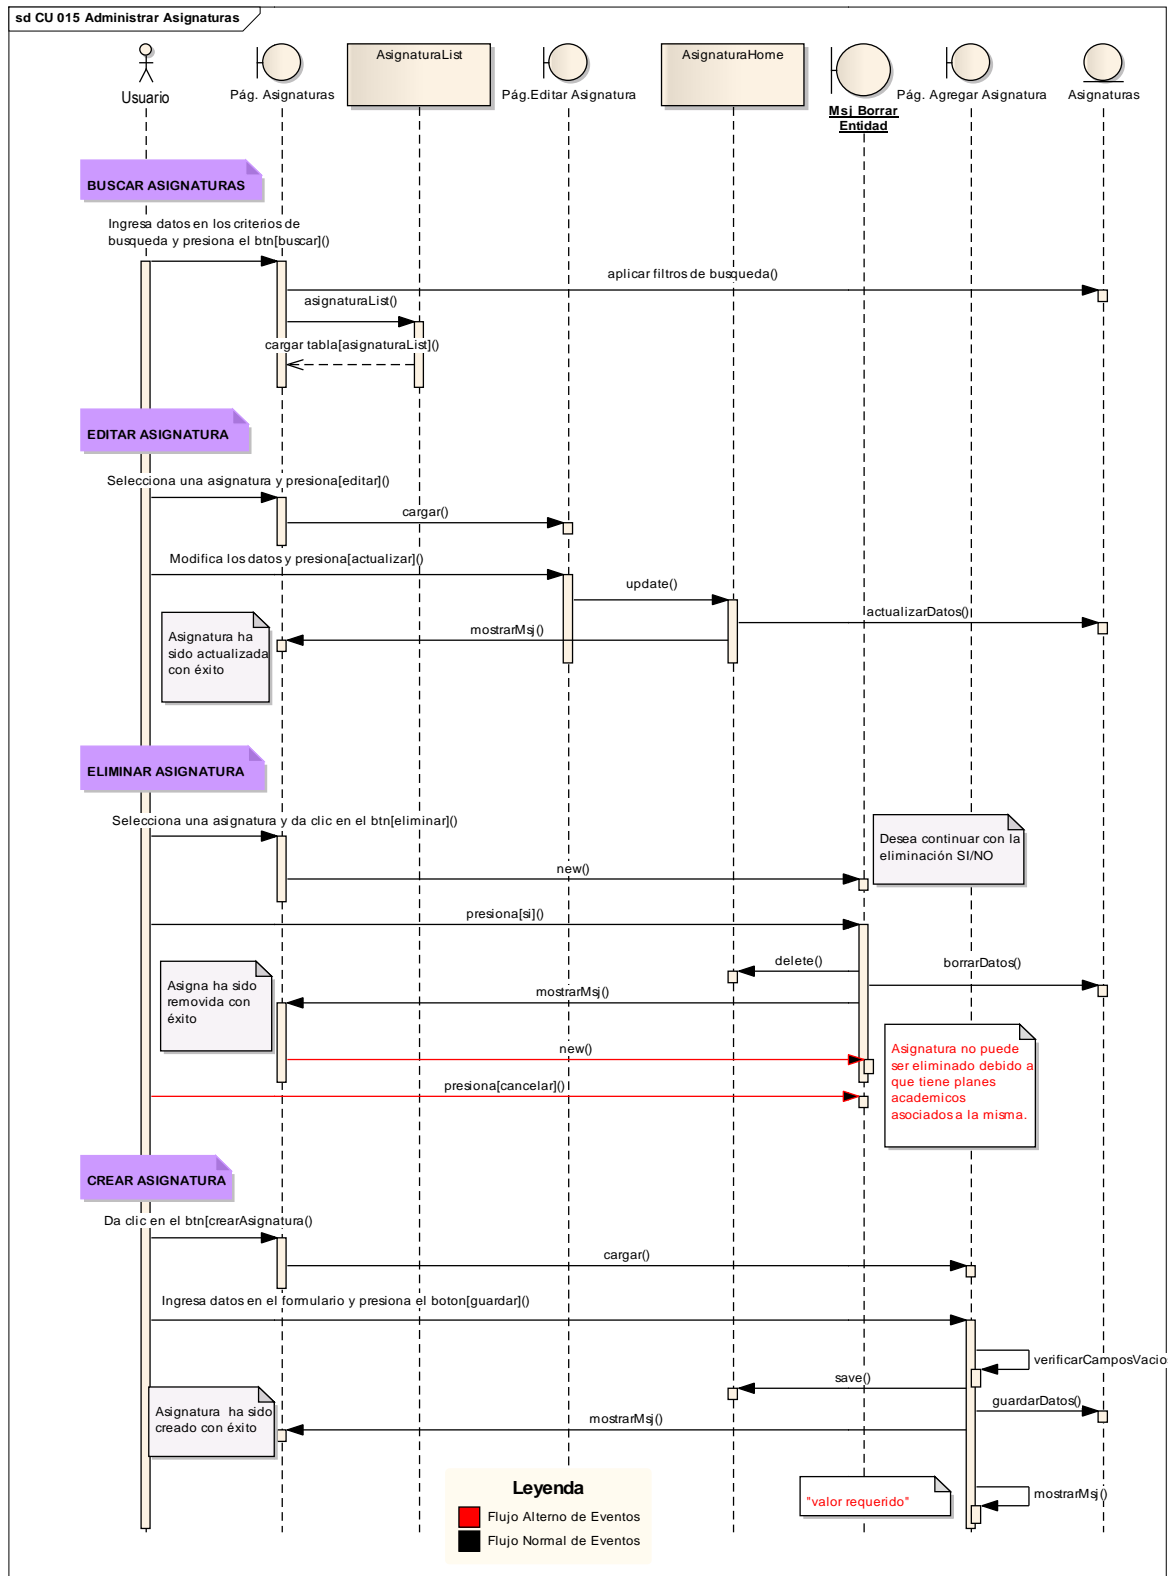 sd CU 015 Administrar Asignaturas
Usuario
Pág. Asignaturas
AsignaturaList
Pág.Editar Asignatura
AsignaturaHome
Msj Borrar
Entidad
Pág. Agregar Asignatura
Asignaturas
BUSCAR ASIGNATURAS
Ingresa datos en los criterios de
busqueda y presiona el btn[buscar]()
aplicar filtros de busqueda()
asignaturaList()
cargar tabla[asignaturaList]()
EDITAR ASIGNATURA
Selecciona una asignatura y presiona[editar]()
cargar()
Modifica los datos y presiona[actualizar]()
update()
actualizarDatos()
mostrarMsj()
Asignatura ha
sido actualizada
con éxito
ELIMINAR ASIGNATURA
Selecciona una asignatura y da clic en el btn[eliminar]()
Desea continuar con la
eliminación SI/NO
new()
presiona[si]()
delete()
borrarDatos()
mostrarMsj()
Asigna ha sido
removida con
éxito
new()
Asignatura no puede
ser eliminado debido a
que tiene planes
academicos
asociados a la misma.
presiona[cancelar]()
CREAR ASIGNATURA
Da clic en el btn[crearAsignatura()
cargar()
Ingresa datos en el formulario y presiona el boton[guardar]()
verificarCamposVacio
save()
guardarDatos()
mostrarMsj()
Asignatura ha sido
creado con éxito
"valor requerido"
mostrarMsj()
Leyenda
Flujo Alterno de Eventos
Flujo Normal de Eventos